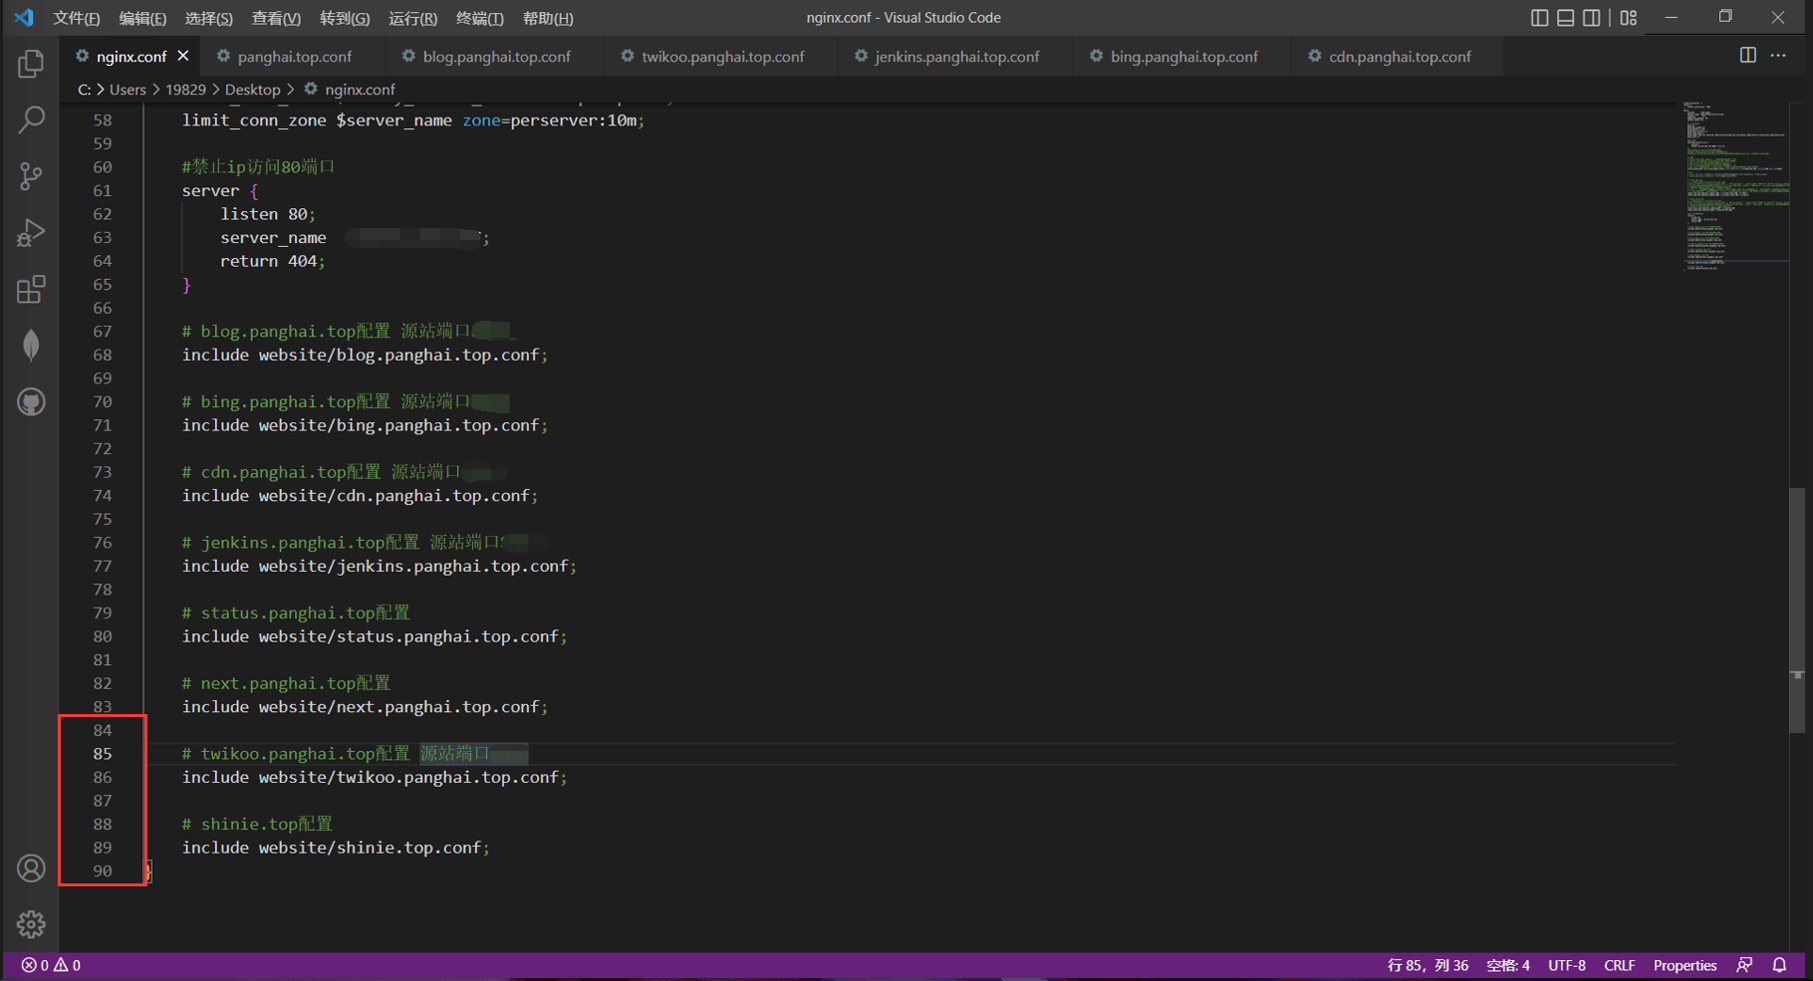 文件(F) 编辑(E) 选择(S) 查看(V) 转到(G) 运行(R) 终端(T) 帮助(H) nginx.conf - Visual Studio Code
nginx.conf panghai.top.conf blog.panghai.top.conf twikoo.panghai.top.conf jenkins.panghai.top.conf bing.panghai.top.conf cdn.panghai.top.conf
C: > Users > 19829 > Desktop > nginx.conf
58 limit_conn_zone $server_name zone=perserver:10m;
59
60 #禁止ip访问80端口
61 server {
62 listen 80;
63 server_name ;
64 return 404;
65 }
66
67 # blog.panghai.top配置 源站端口
68 include website/blog.panghai.top.conf;
69
70 # bing.panghai.top配置 源站端口
71 include website/bing.panghai.top.conf;
72
73 # cdn.panghai.top配置 源站端口
74 include website/cdn.panghai.top.conf;
75
76 # jenkins.panghai.top配置 源站端口
77 include website/jenkins.panghai.top.conf;
78
79 # status.panghai.top配置
80 include website/status.panghai.top.conf;
81
82 # next.panghai.top配置
83 include website/next.panghai.top.conf;
84
85 # twikoo.panghai.top配置 源站端口
86 include website/twikoo.panghai.top.conf;
87
88 # shinie.top配置
89 include website/shinie.top.conf;
90 }
0 0 行 85，列 36 空格: 4 UTF-8 CRLF Properties